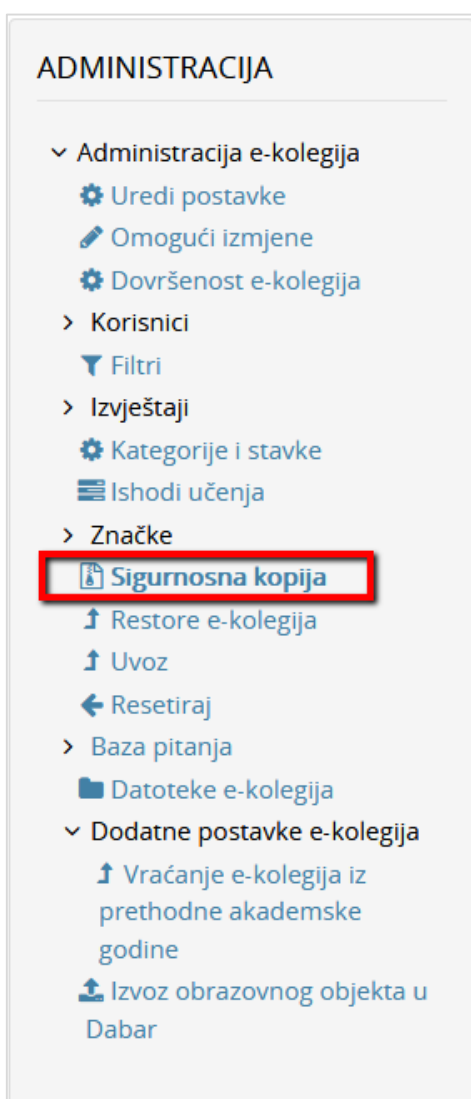 ADMINISTRACIJA
Administracija e-kolegija
Uredi postavke
Omogući izmjene
Dovršenost e-kolegija
Korisnici
Filtri
Izvještaji
Kategorije i stavke
Ishodi učenja
Značke
Sigurnosna kopija
Restore e-kolegija
Uvoz
Resetiraj
Baza pitanja
Datoteke e-kolegija
Dodatne postavke e-kolegija
Vraćanje e-kolegija iz
prethodne akademske
godine
Izvoz obrazovnog objekta u
Dabar